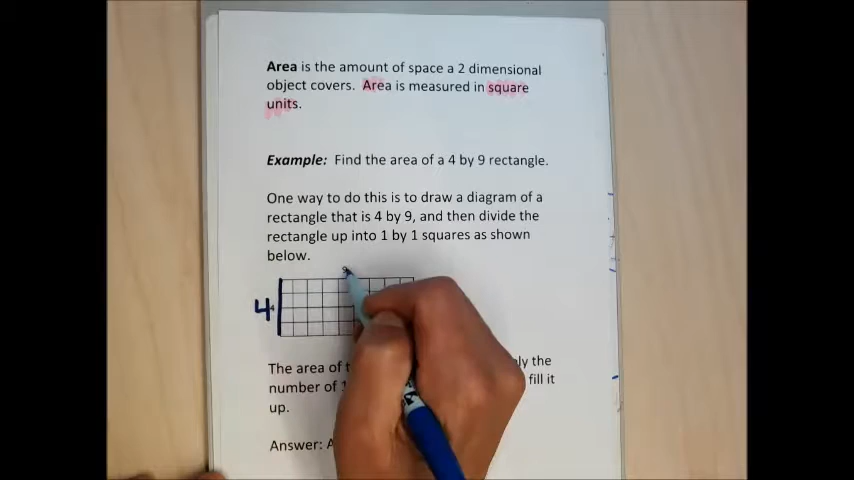 Area is the amount of space a 2 dimensional
object covers. Area is measured in square
units.
Example: Find the area of a 4 by 9 rectangle.
One way to do this is to draw a diagram of a
rectangle that is 4 by 9, and then divide the
rectangle up into 1 by 1 squares as shown
below.
9
4
The area of
the
number of
fill it
up.
Answer: